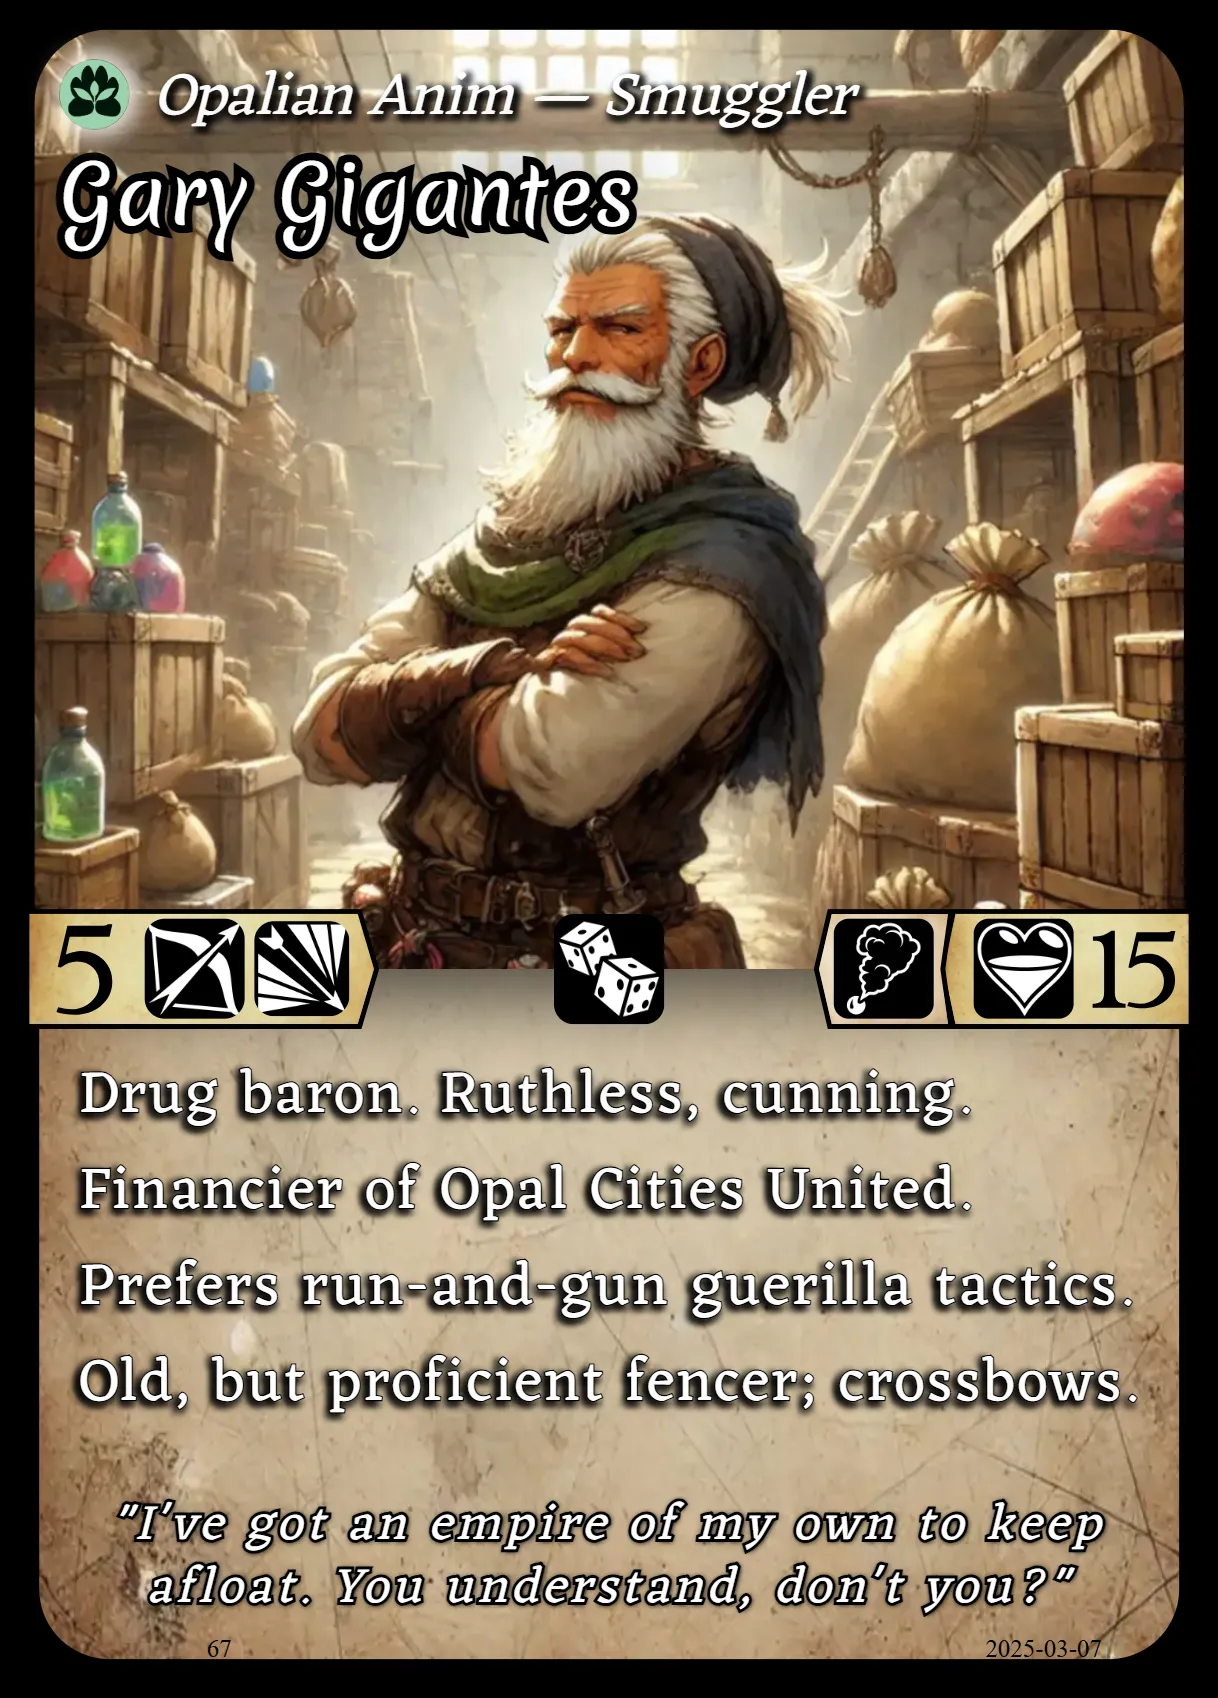 Opalian Anim — Smuggler
Gary Gigantes
5
15
Drug baron. Ruthless, cunning.
Financier of Opal Cities United.
Prefers run-and-gun guerilla tactics.
Old, but proficient fencer; crossbows.
"I've got an empire of my own to keep
afloat. You understand, don't you?"
67
2025-03-07